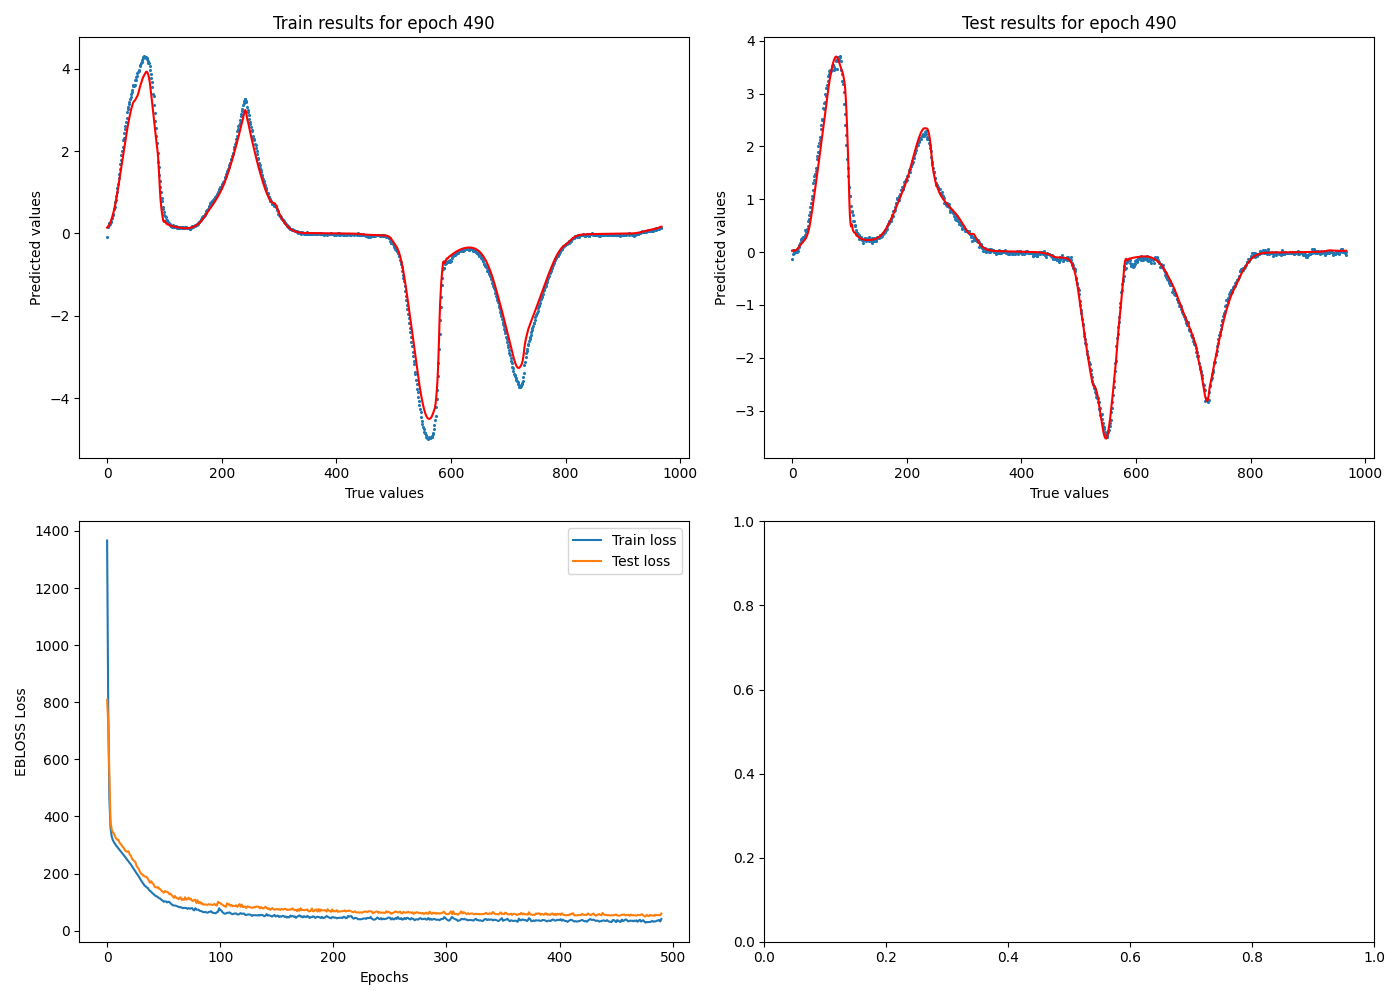 Train results for epoch 490
Predicted values
4
2
0
−2
−4
0 200 400 600 800 1000
True values
Test results for epoch 490
Predicted values
4
3
2
1
0
−1
−2
−3
0 200 400 600 800 1000
True values
EBLOSS Loss
1400
1200
1000
800
600
400
200
0
Train loss
Test loss
0 100 200 300 400 500
Epochs
1.0
0.8
0.6
0.4
0.2
0.0
0.0 0.2 0.4 0.6 0.8 1.0